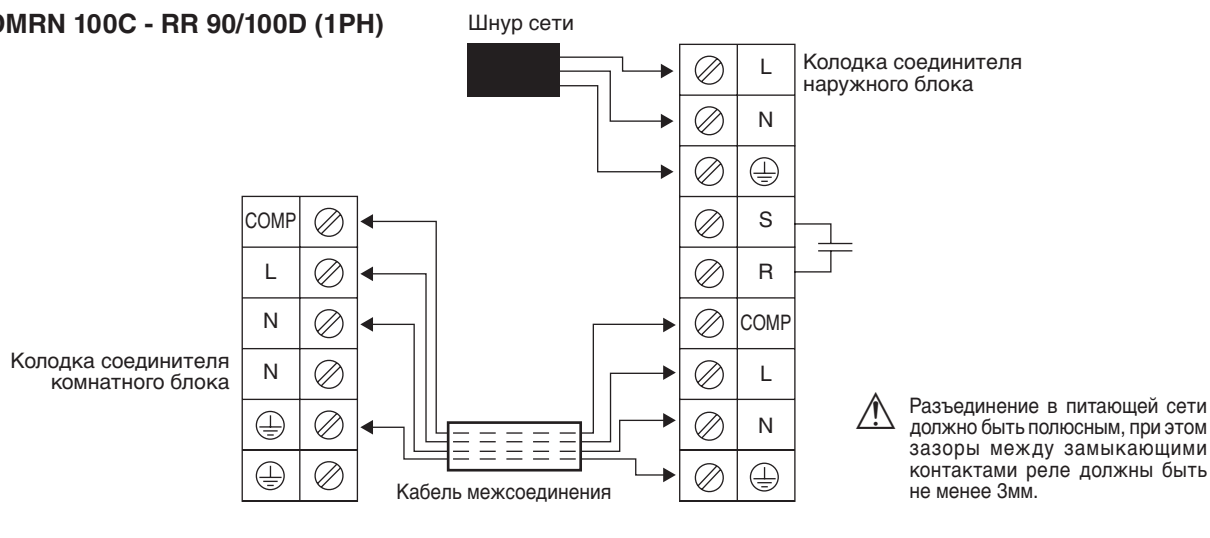 OMRN 100C - RR 90/100D (1PH)
Шнур сети
L
Колодка соединителя
наружного блока
N
S
R
COMP
L
N
COMP
L
N
N
Колодка соединителя
комнатного блока
Кабель межсоединения
Разъединение в питающей сети
должно быть полюсным, при этом
зазоры между замыкающими
контактами реле должны быть
не менее 3мм.